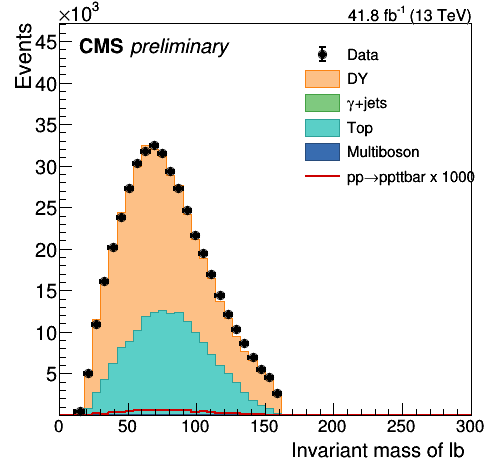 ×10³
41.8 fb⁻¹ (13 TeV)
CMS preliminary
Events
45
40
35
30
25
20
15
10
5
Data
DY
γ+jets
Top
Multiboson
pp→ppttbar x 1000
0 50 100 150 200 250 300
Invariant mass of lb